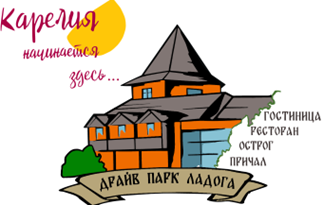 Карелия
начинается
здесь...
ГОСТИНИЦА
РЕСТОРАН
ОСТРОГ
ПРИЧАЛ
ДРАЙВ ПАРК ЛАДОГА